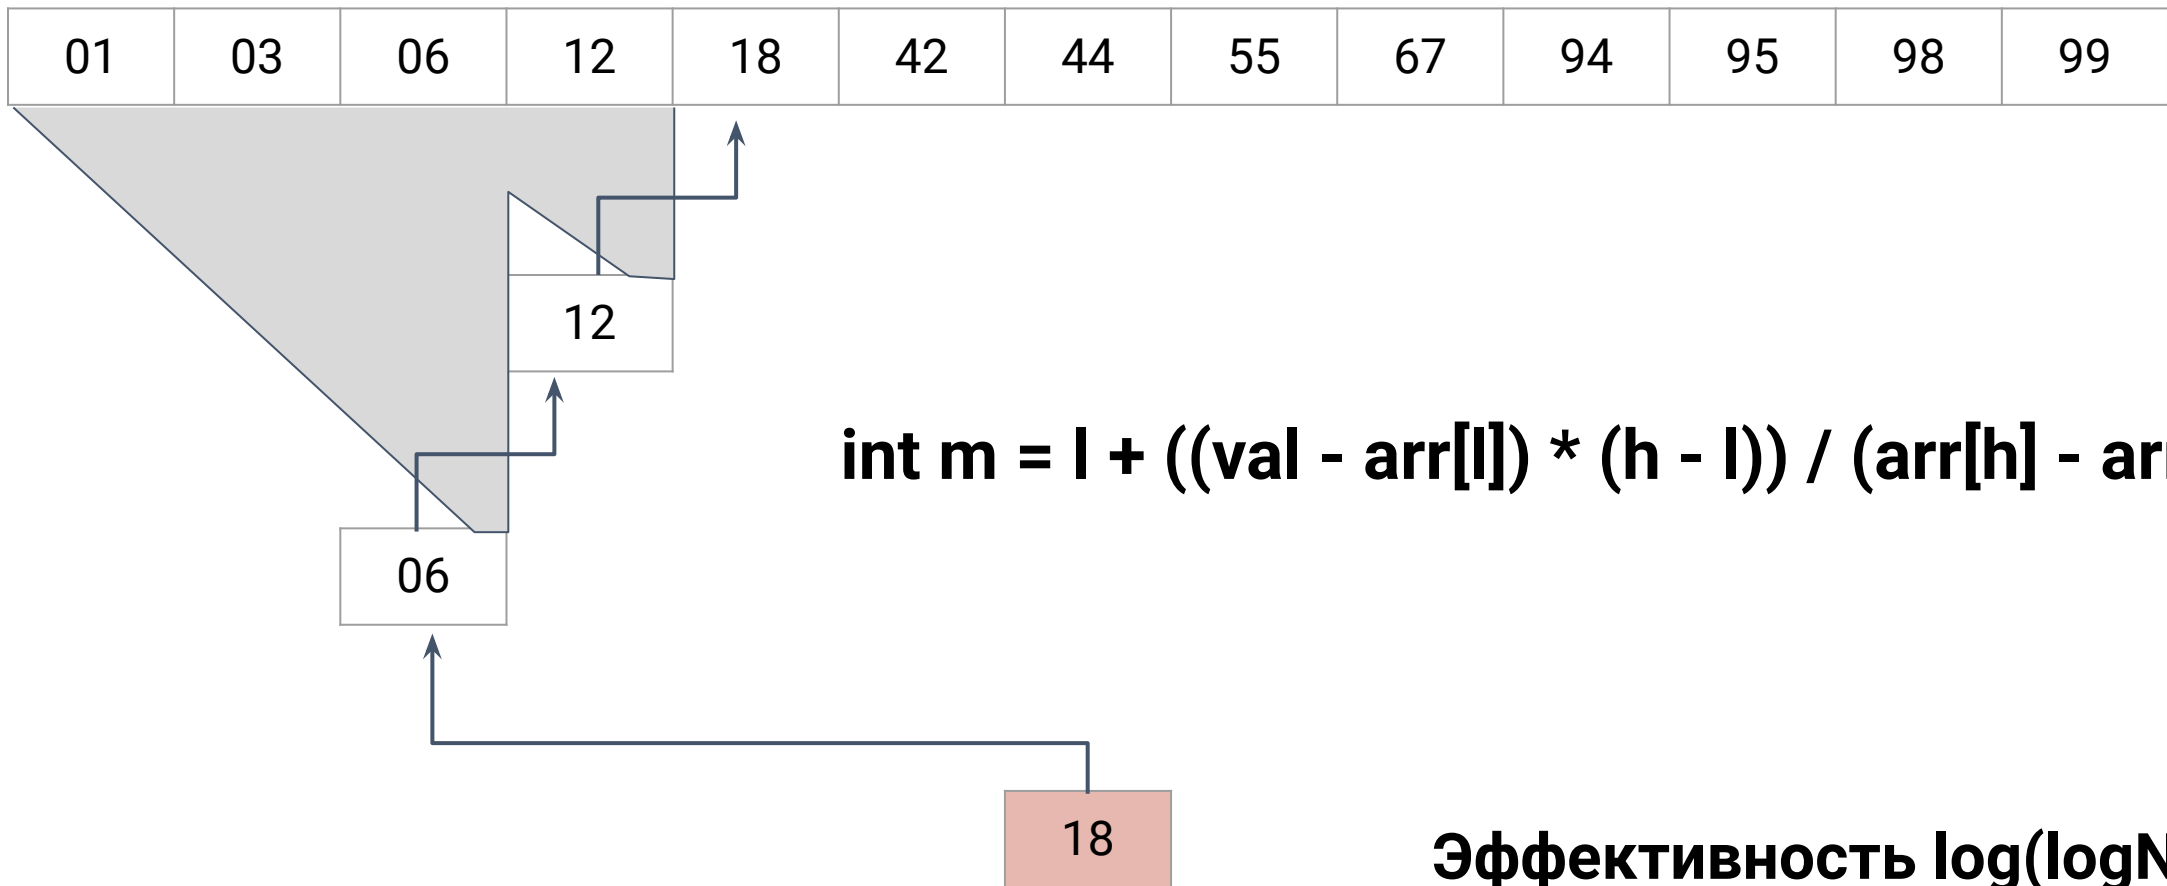 01 03 06 12 18 42 44 55 67 94 95 98 99
12
int m = l + ((val - arr[l]) * (h - l)) / (arr[h] - arr
06
18
Эффективность log(logN